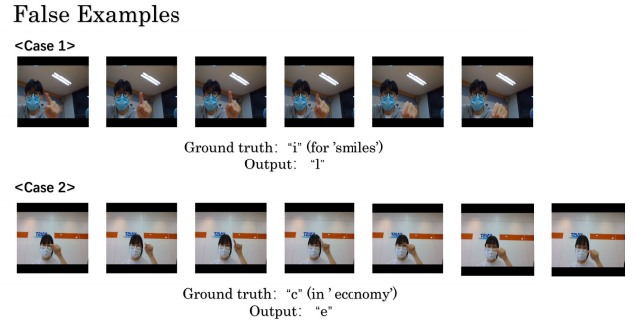 False Examples
<Case 1>
Ground truth: “i” (for 'smiles')
Output: “l”
<Case 2>
Ground truth: “c” (in ' eccnomy')
Output: “e”